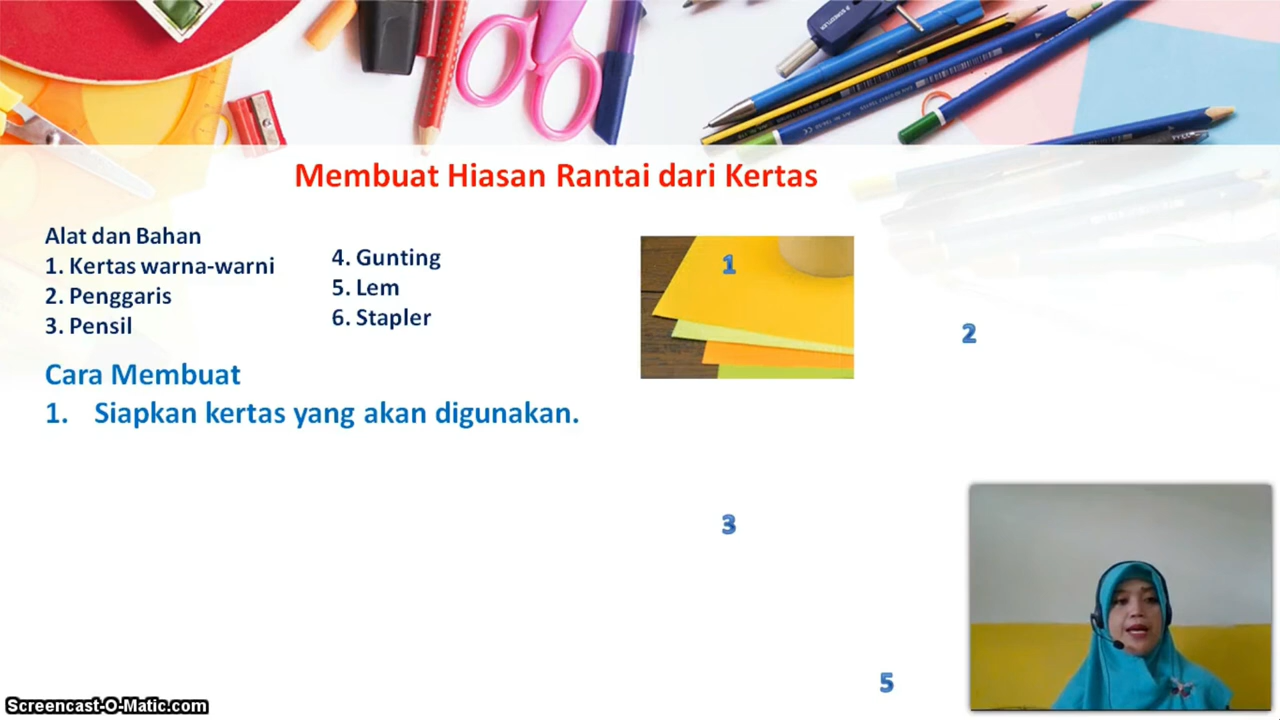 Membuat Hiasan Rantai dari Kertas
Alat dan Bahan
1. Kertas warna-warni
2. Penggaris
3. Pensil
4. Gunting
5. Lem
6. Stapler
Cara Membuat
1. Siapkan kertas yang akan digunakan.
1
2
3
5
STAEDTLER
Screencast-O-Matic.com